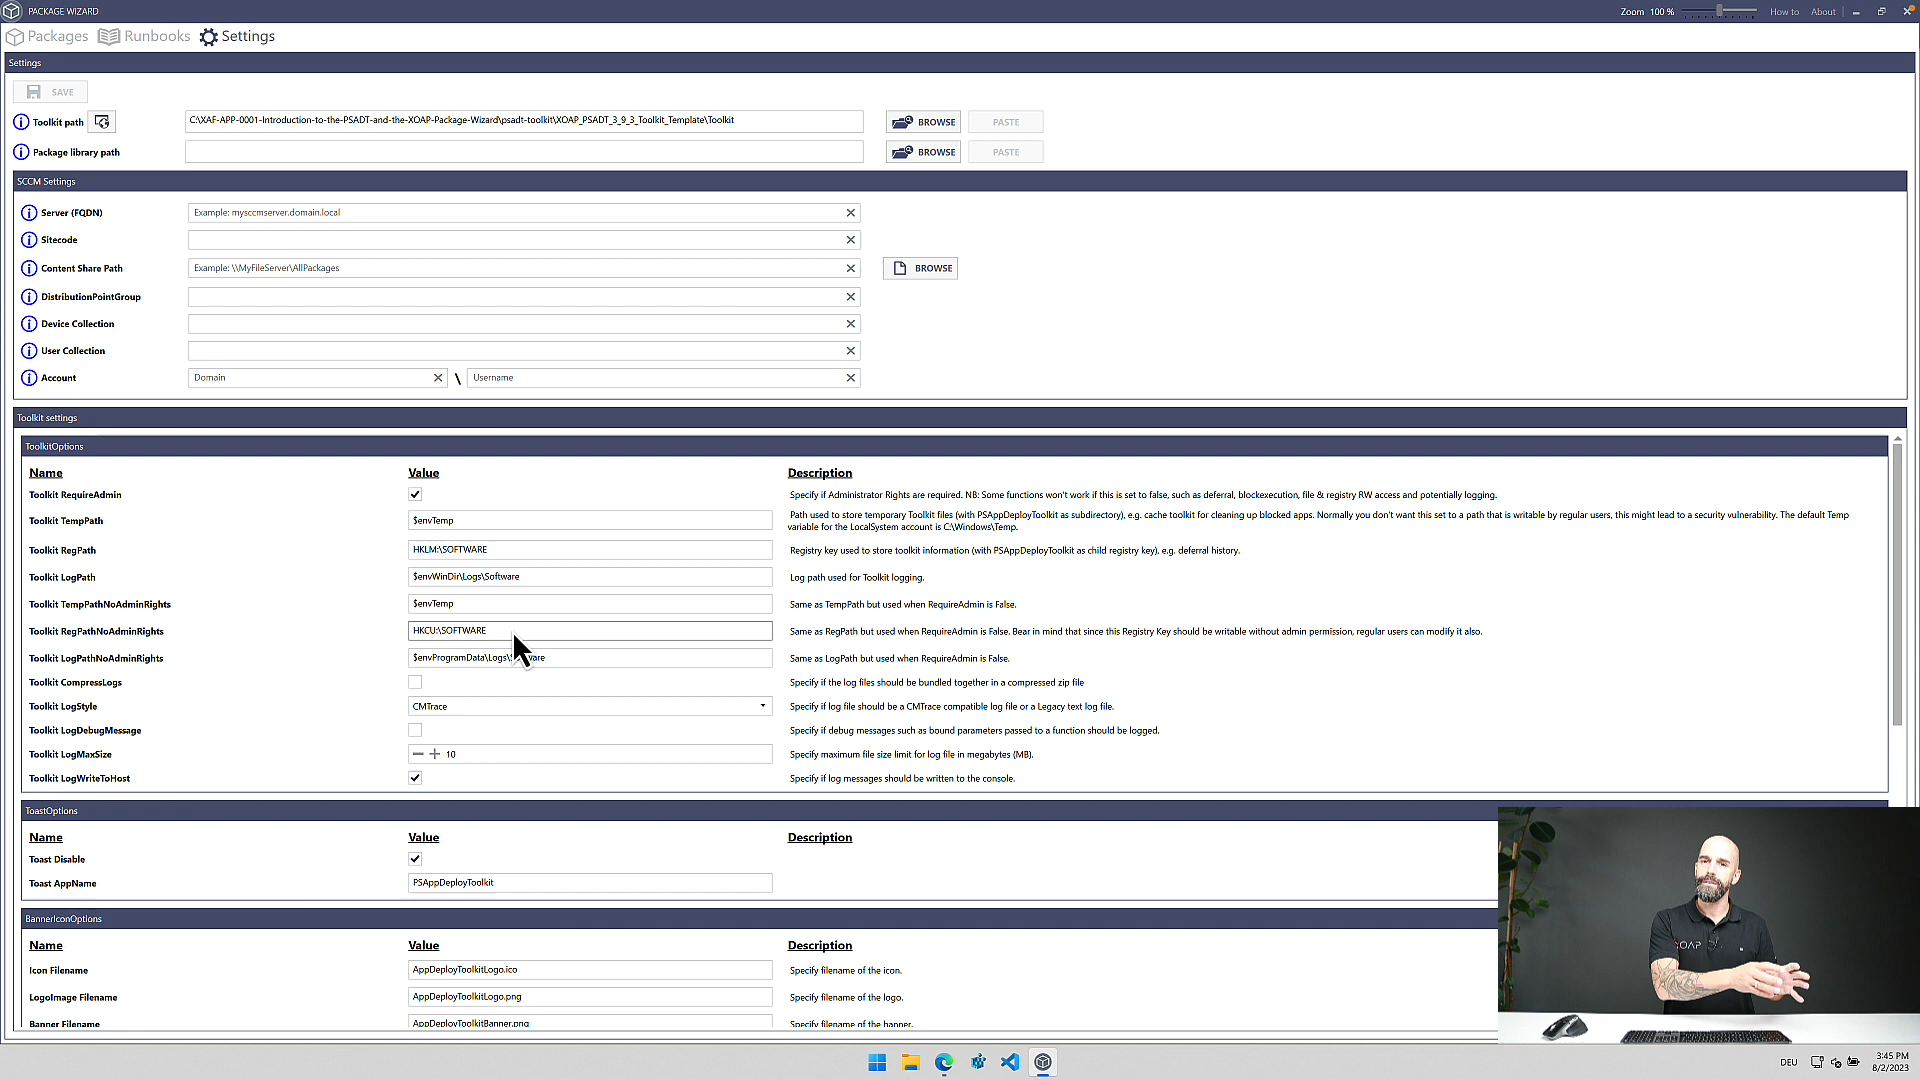 PACKAGE WIZARD
Zoom 100 %
How to
About
Packages
Runbooks
Settings
Settings
SAVE
Toolkit path
C:\XAF-APP-0001-Introduction-to-the-PSADT-and-the-XOAP-Package-Wizard\psadt-toolkit\XOAP_PSADT_3_9_3_Toolkit_Template\Toolkit
BROWSE
PASTE
Package library path
BROWSE
PASTE
SCCM Settings
Server (FQDN)
Example: mysccmserver.domain.local
Sitecode
Content Share Path
Example: \\MyFileServer\AllPackages
BROWSE
DistributionPointGroup
Device Collection
User Collection
Account
Domain
\
Username
Toolkit settings
ToolkitOptions
Name Value Description
Toolkit RequireAdmin
Specify if Administrator Rights are required. NB: Some functions won't work if this is set to false, such as deferral, blockexecution, file & registry RW access and potentially logging.
Toolkit TempPath
$envTemp
Path used to store temporary Toolkit files (with PSAppDeployToolkit as subdirectory), e.g. cache toolkit for cleaning up blocked apps. Normally you don't want this set to a path that is writable by regular users, this might lead to a security vulnerability. The default Temp
variable for the LocalSystem account is C:\Windows\Temp.
Toolkit RegPath
HKLM:\SOFTWARE
Registry key used to store toolkit information (with PSAppDeployToolkit as child registry key), e.g. deferral history.
Toolkit LogPath
$envWinDir\Logs\Software
Log path used for Toolkit logging.
Toolkit TempPathNoAdminRights
$envTemp
Same as TempPath but used when RequireAdmin is False.
Toolkit RegPathNoAdminRights
HKCU:\SOFTWARE
Same as RegPath but used when RequireAdmin is False. Bear in mind that since this Registry Key should be writable without admin permission, regular users can modify it also.
Toolkit LogPathNoAdminRights
$envProgramData\Logs\
Same as LogPath but used when RequireAdmin is False.
Toolkit CompressLogs
Specify if the log files should be bundled together in a compressed zip file
Toolkit LogStyle
CMTrace
Specify if log file should be a CMTrace compatible log file or a Legacy text log file.
Toolkit LogDebugMessage
Specify if debug messages such as bound parameters passed to a function should be logged.
Toolkit LogMaxSize
10
Specify maximum file size limit for log file in megabytes (MB).
Toolkit LogWriteToHost
Specify if log messages should be written to the console.
ToastOptions
Name Value Description
Toast Disable
Toast AppName
PSAppDeployToolkit
BannerIconOptions
Name Value Description
Icon Filename
AppDeployToolkitLogo.ico
Specify filename of the icon.
LogoImage Filename
AppDeployToolkitLogo.png
Specify filename of the logo.
Banner Filename
AppDeployToolkitBanner.png
Specify filename of the banner.
DEU
3:45 PM
8/2/2023